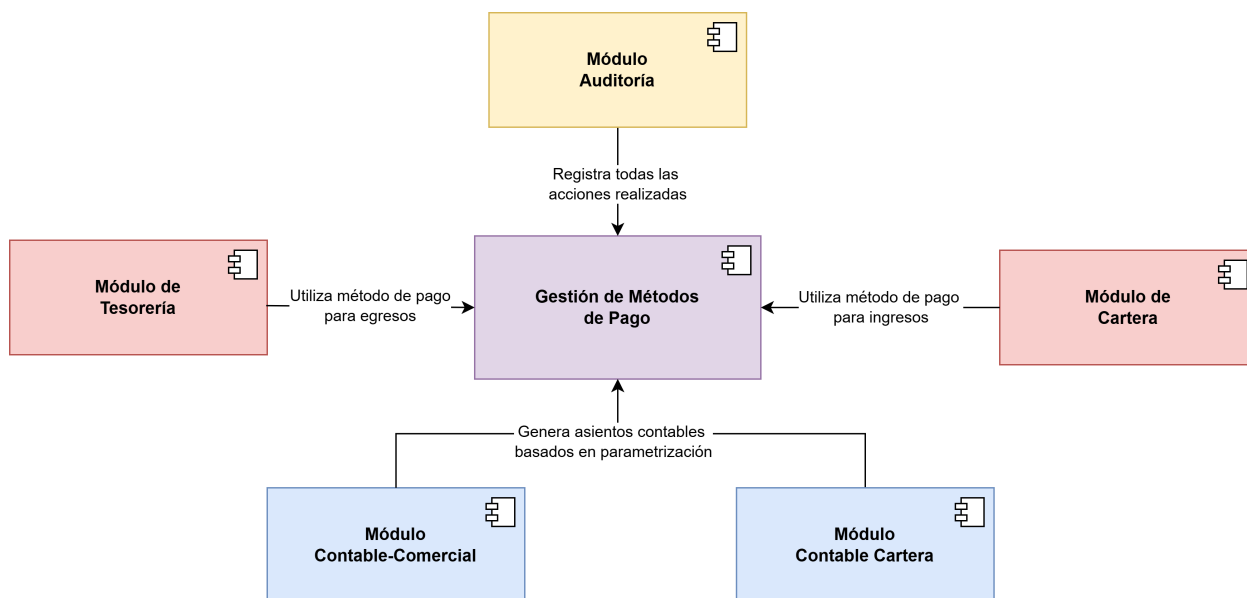 Módulo
Auditoría
Registra todas las
acciones realizadas
Módulo de
Tesorería
Utiliza método de pago
para egresos
Gestión de Métodos
de Pago
Utiliza método de pago
para ingresos
Módulo de
Cartera
Genera asientos contables
basados en parametrización
Módulo
Contable-Comercial
Módulo
Contable Cartera